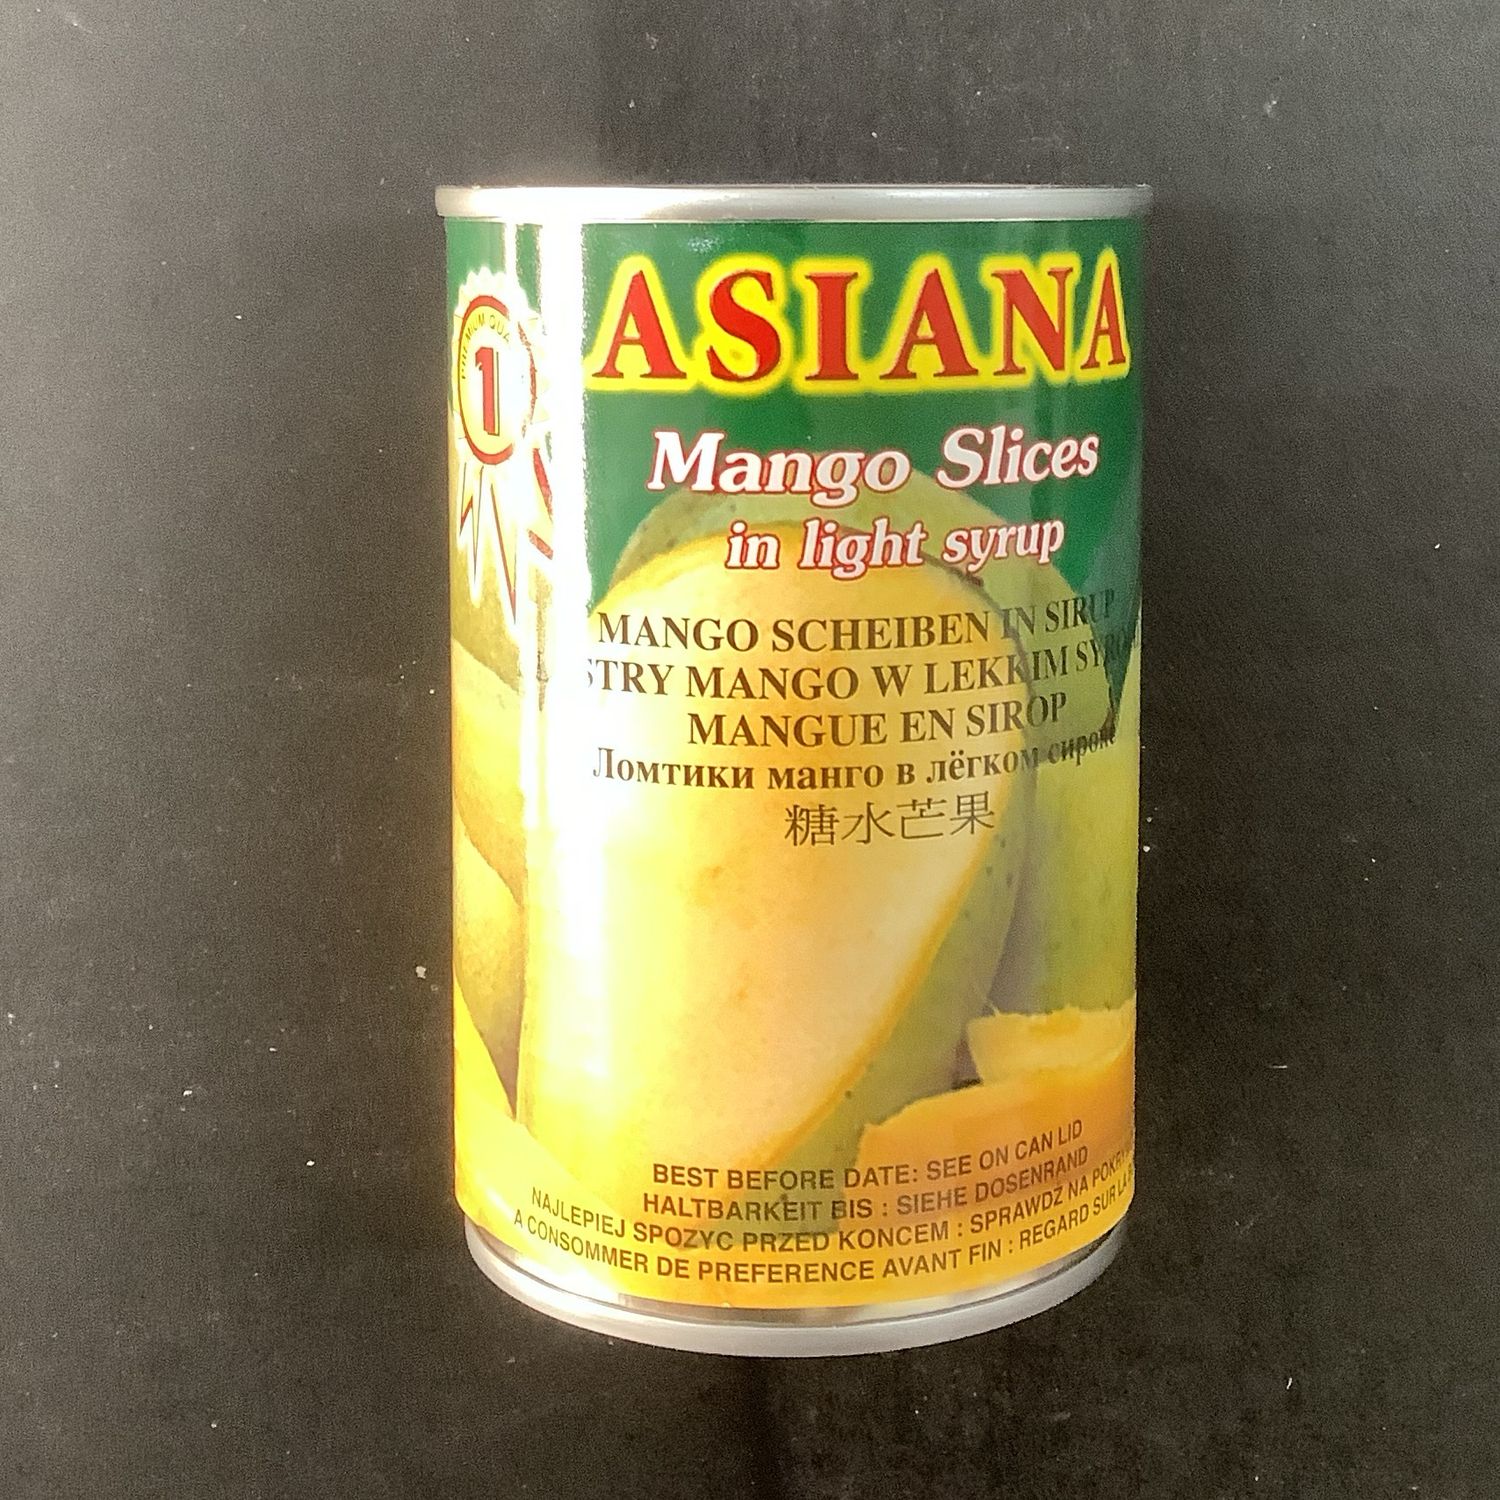 ASIANA
1
Mango Slices
in light syrup
MANGO SCHEIBEN IN SIRUP
MANGO W LEKKIM
MANGUE EN SIROP
Ломтики манго в лёгком сиропе
糖水芒果
BEST BEFORE DATE: SEE ON CAN LID
HALTBARKEIT BIS : SIEHE DOSENRAND
NAJLEPIEJ SPOZYC PRZED KONCEM : SPRAWDŹ NA
A CONSOMMER DE PREFERENCE AVANT FIN : REGARD SUR LA